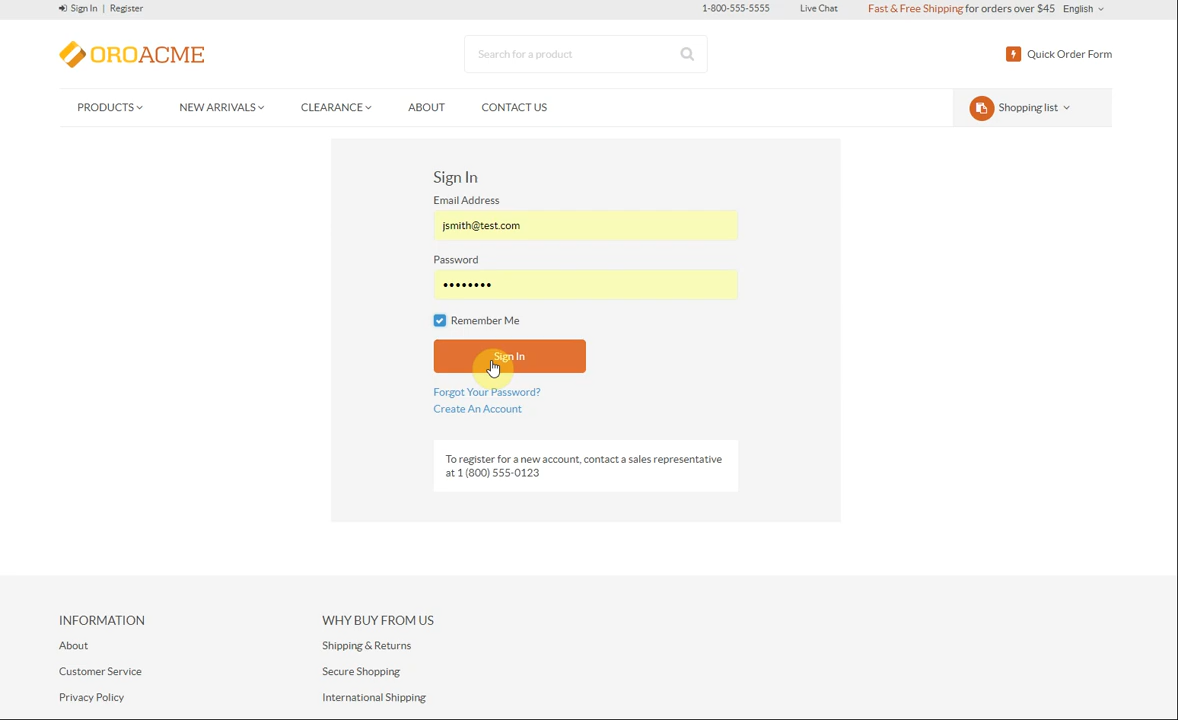 Sign In | Register
1-800-555-5555
Live Chat
Fast & Free Shipping for orders over $45
English
OROACME
Search for a product
Quick Order Form
PRODUCTS
NEW ARRIVALS
CLEARANCE
ABOUT
CONTACT US
Shopping list
Sign In
Email Address
jsmith@test.com
Password
••••••••
Remember Me
Sign In
Forgot Your Password?
Create An Account
To register for a new account, contact a sales representative
at 1 (800) 555-0123
INFORMATION
About
Customer Service
Privacy Policy
WHY BUY FROM US
Shipping & Returns
Secure Shopping
International Shipping